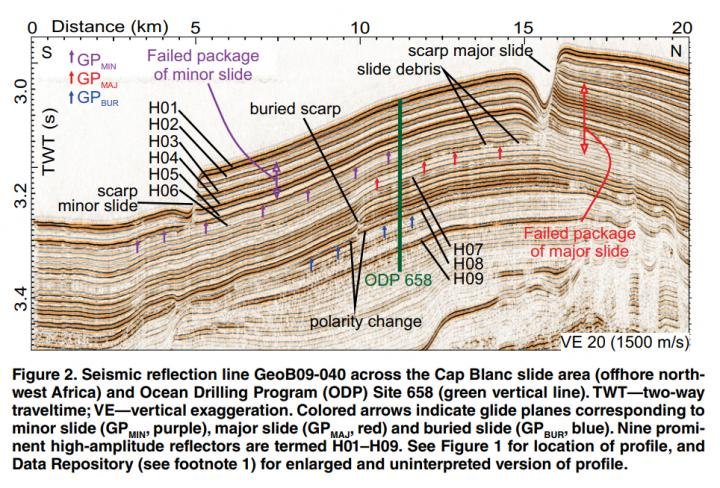 0 Distance (km) 5 10 15 20
S
N
GP MIN
GP MAJ
GP BUR
Failed package
of minor slide
scarp major slide
slide debris
3.0
TWT (s)
3.2
3.4
H01
H02
H03
H04
H05
H06
buried scarp
scarp
minor slide
Failed package
of major slide
H07
H08
H09
ODP 658
polarity change
VE 20 (1500 m/s)
Figure 2. Seismic reflection line GeoB09-040 across the Cap Blanc slide area (offhore north-
west Africa) and Ocean Drilling Program (ODP) Site 658 (green vertical line). TWT—two-way
traveltime; VE—vertical exaggeration. Colored arrows indicate glide planes corresponding to
minor slide (GPMIN, purple), major slide (GPMAJ, red) and buried slide (GPBUR, blue). Nine promi-
nent high-amplitude reflectors are termed H01–H09. See Figure 1 for location of profile, and
Data Repository (see footnote 1) for enlarged and uninterpreted version of profile.